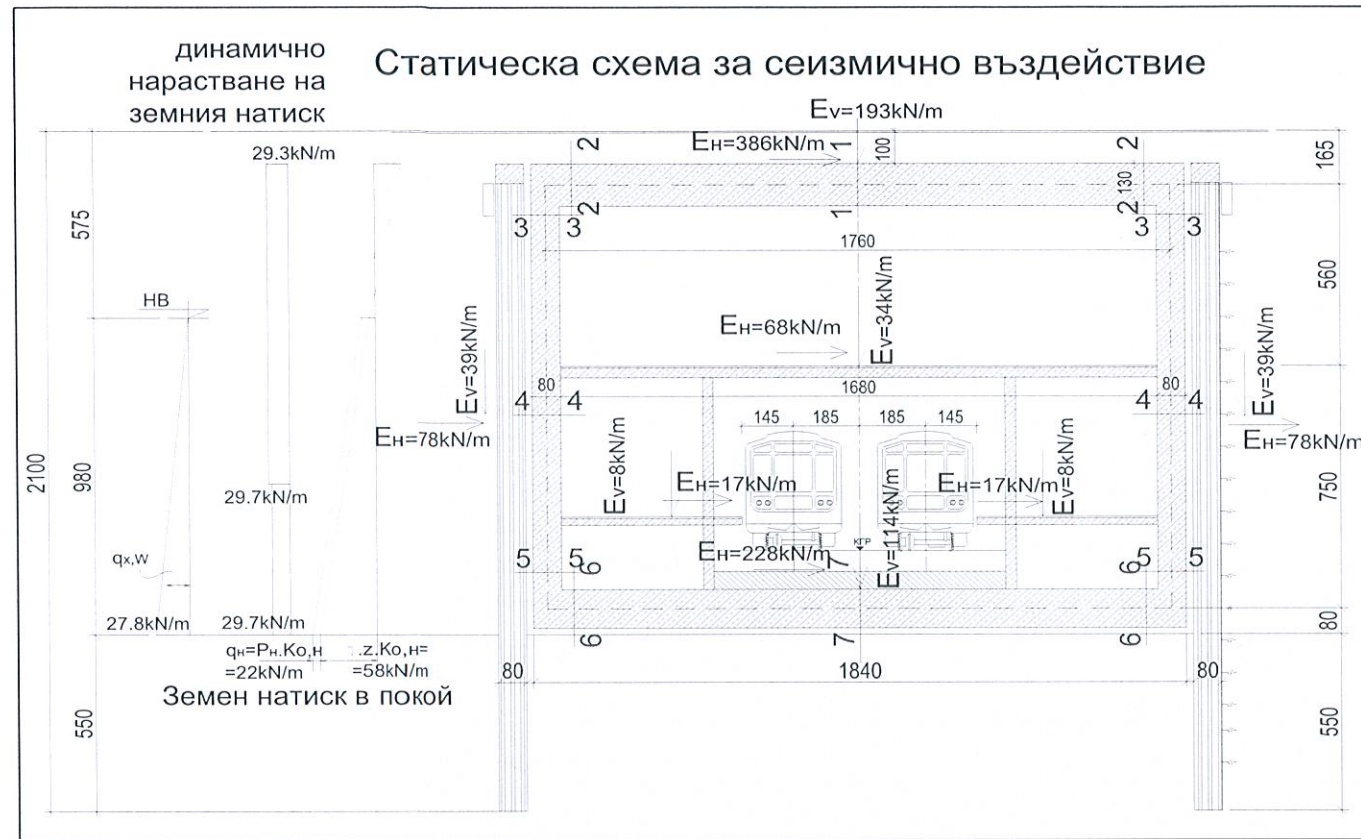 динамично
нарастване на
земния натиск
Статическа схема за сеизмично въздействие
Ev=193kN/m
Eн=386kN/m
29.3kN/m
1
2
2
100
165
130
1
2
2
3
3
3
3
575
1760
560
НВ
Eн=68kN/m
Ev=34kN/m
Ev=39kN/m
Ev=39kN/m
80
1680
80
4
4
4
4
145
185
185
145
Eн=78kN/m
Eн=78kN/m
2100
980
750
Ev=8kN/m
Ev=8kN/m
29.7kN/m
Eн=17kN/m
Eн=17kN/m
Ev=114kN/m
кгр
qx,w
Eн=228kN/m
7
5
5
6
6
5
5
27.8kN/m
29.7kN/m
80
6
7
6
qн=Pн.Ko,н
.z.Ko,н=
=22kN/m
=58kN/m
80
1840
80
Земен натиск в покой
550
550